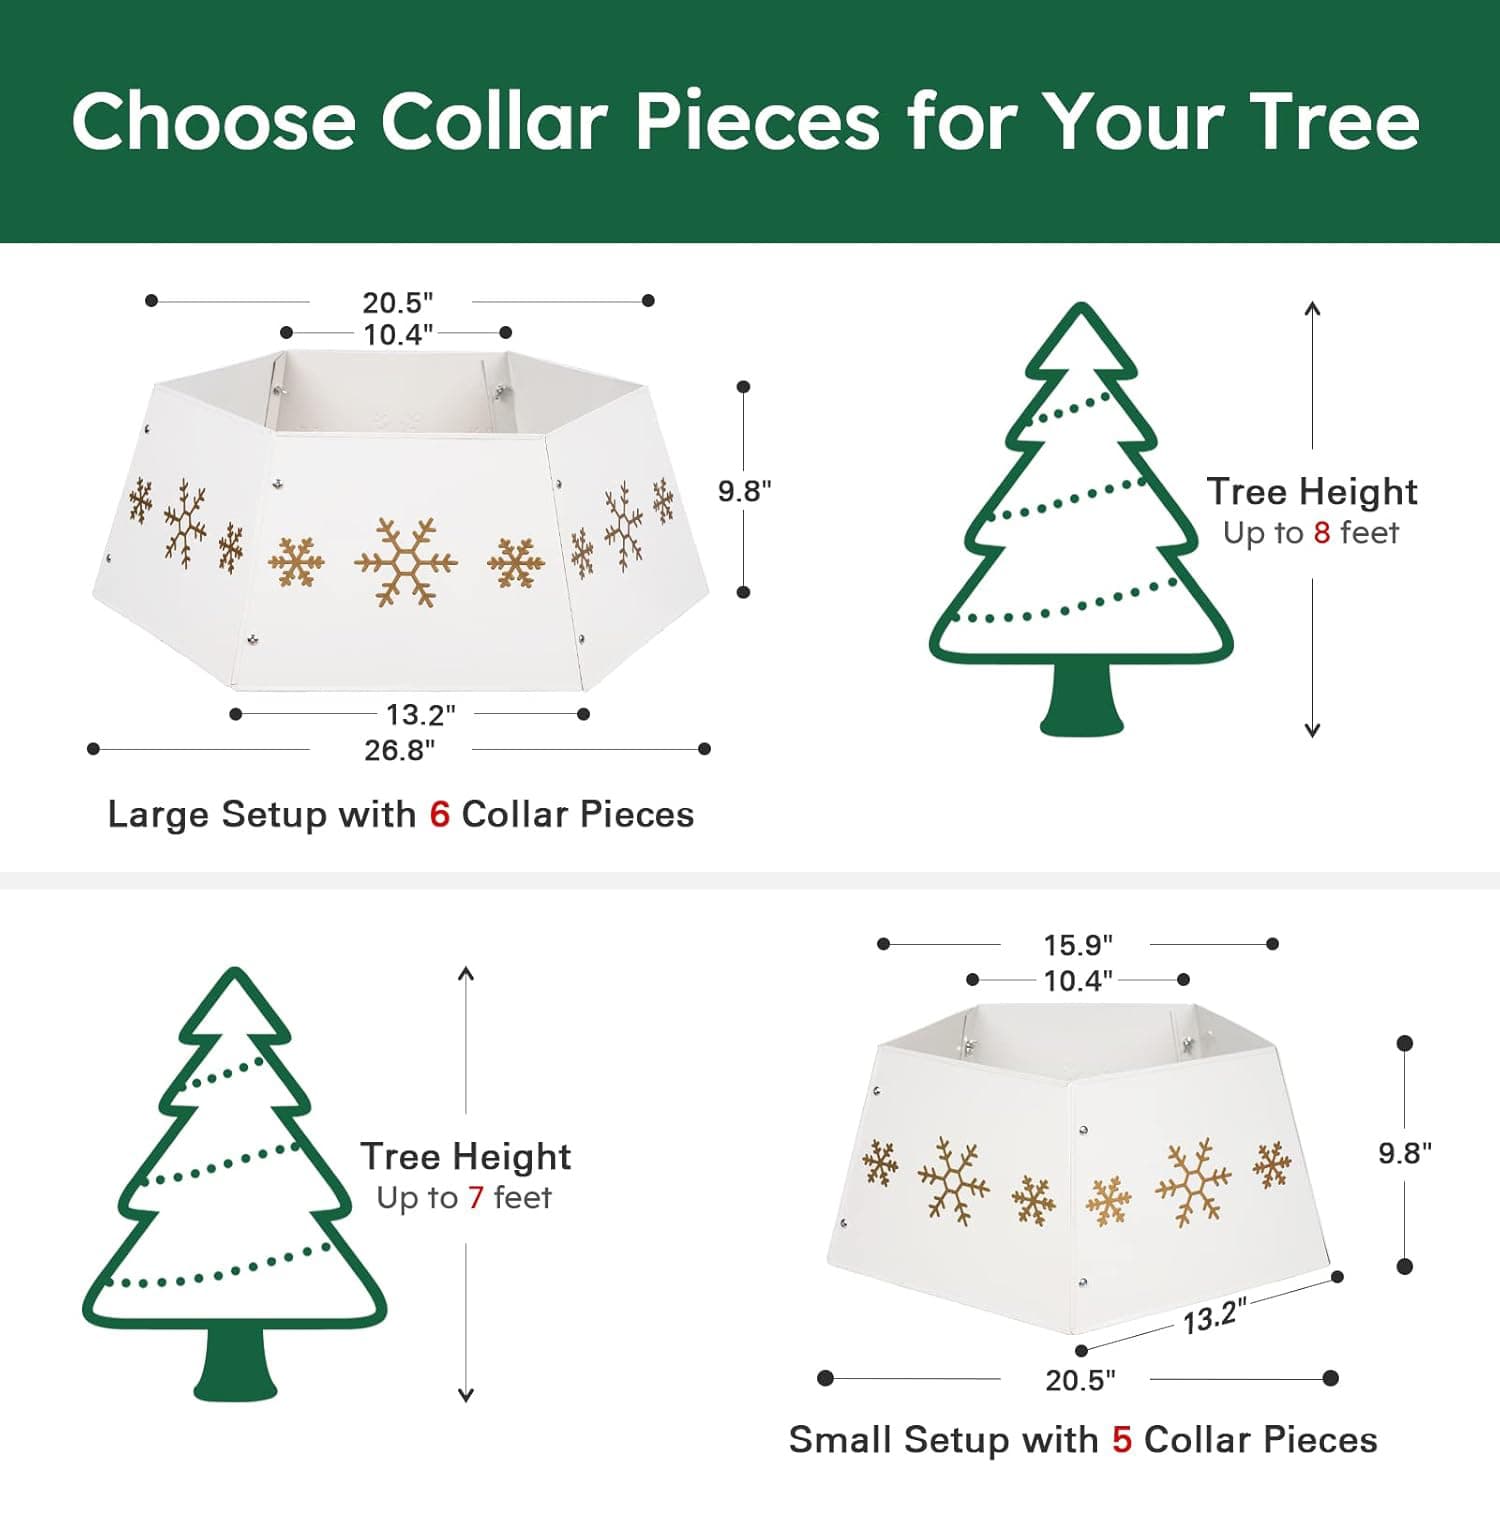 Choose Collar Pieces for Your Tree
20.5"
10.4"
9.8"
13.2"
26.8"
Large Setup with 6 Collar Pieces
Tree Height
Up to 8 feet
Tree Height
Up to 7 feet
15.9"
10.4"
9.8"
13.2"
20.5"
Small Setup with 5 Collar Pieces